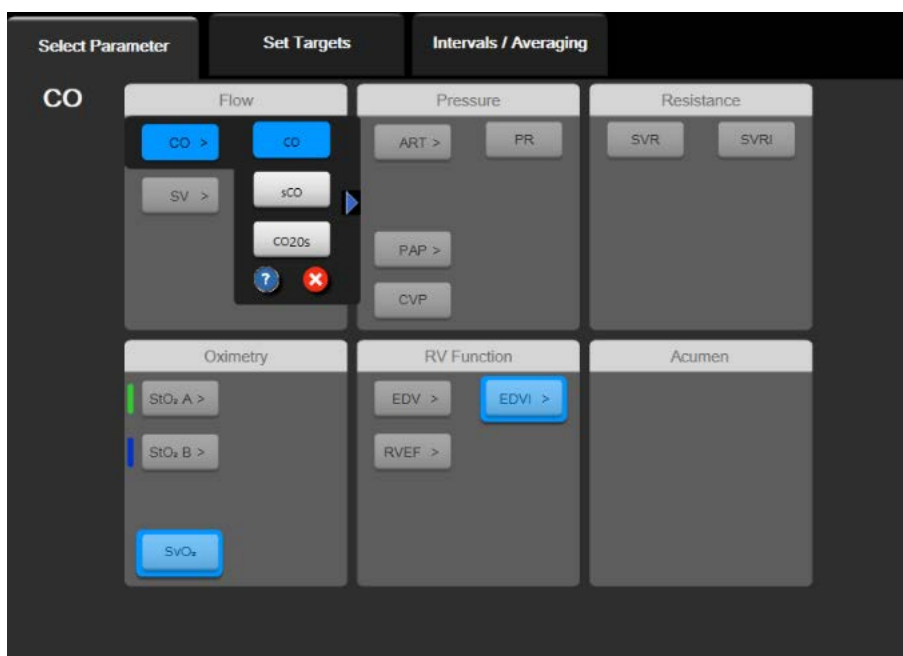 Select Parameter
Set Targets
Intervals / Averaging
CO
Flow
CO >
CO
SV >
sCO
CO20s
?
Pressure
ART >
PR
PAP >
CVP
Resistance
SVR
SVRI
Oximetry
StO₂ A >
StO₂ B >
SvO₂
RV Function
EDV >
EDVI >
RVEF >
Acumen